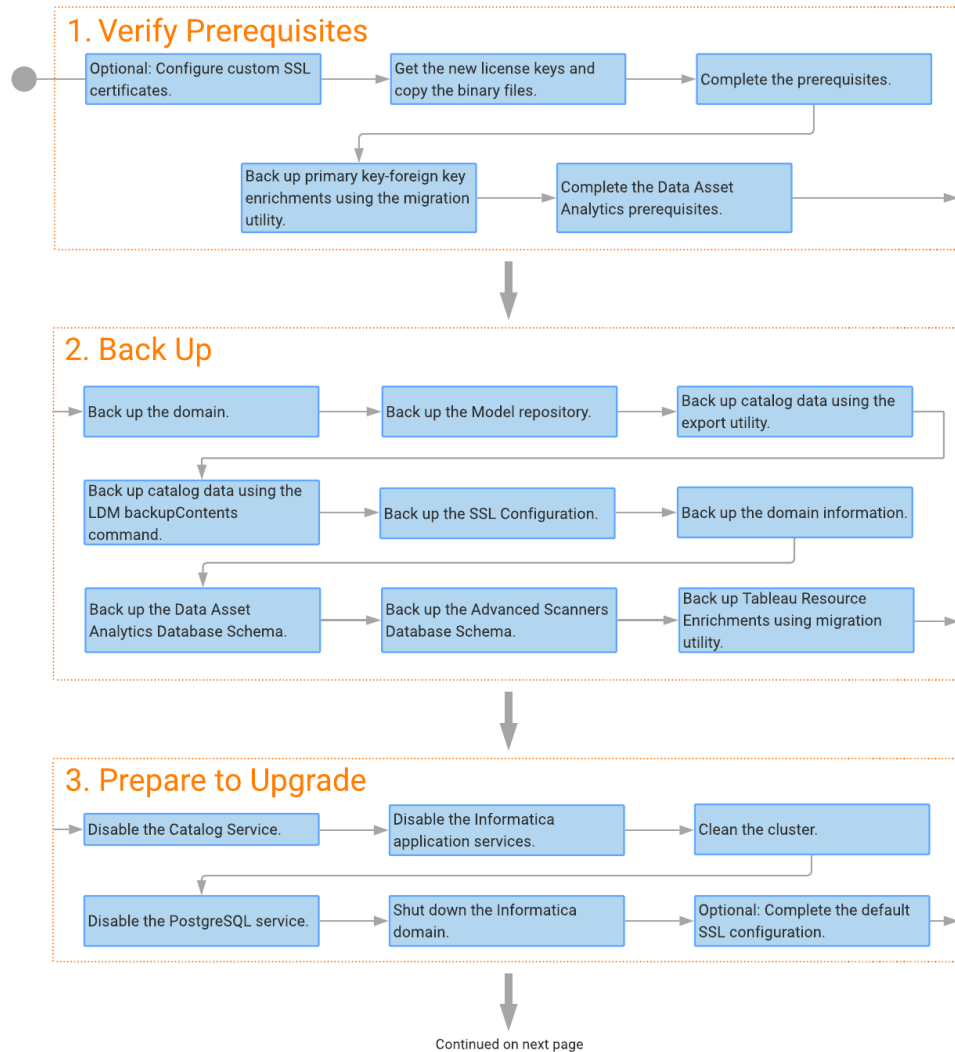 1. Verify Prerequisites
Optional: Configure custom SSL
certificates.
Get the new license keys and
copy the binary files.
Complete the prerequisites.
Back up primary key-foreign key
enrichments using the migration
utility.
Complete the Data Asset
Analytics prerequisites.
2. Back Up
Back up the domain.
Back up the Model repository.
Back up catalog data using the
export utility.
Back up catalog data using the
LDM backupContents
command.
Back up the SSL Configuration.
Back up the domain information.
Back up the Data Asset
Analytics Database Schema.
Back up the Advanced Scanners
Database Schema.
Back up Tableau Resource
Enrichments using migration
utility.
3. Prepare to Upgrade
Disable the Catalog Service.
Disable the Informatica
application services.
Clean the cluster.
Disable the PostgreSQL service.
Shut down the Informatica
domain.
Optional: Complete the default
SSL configuration.
Continued on next page